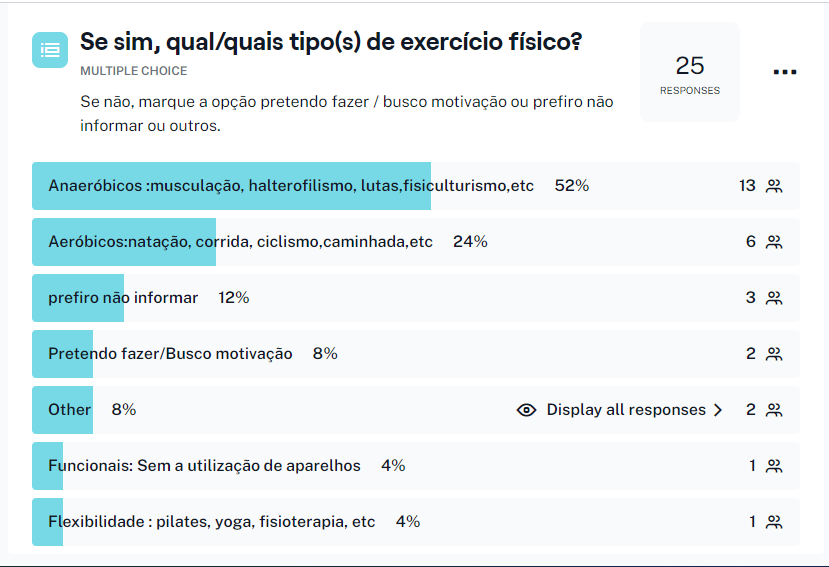 Se sim, qual/quais tipo(s) de exercício físico?
MULTIPLE CHOICE
Se não, marque a opção pretendo fazer / busco motivação ou prefiro não
informar ou outros.
25
RESPONSES
Anaeróbicos :musculação, halterofilismo, lutas,fisiculturismo,etc 52% 13
Aeróbicos:natação, corrida, ciclismo,caminhada,etc 24% 6
prefiro não informar 12% 3
Pretendo fazer/Busco motivação 8% 2
Other 8% Display all responses 2
Funcionais: Sem a utilização de aparelhos 4% 1
Flexibilidade : pilates, yoga, fisioterapia, etc 4% 1